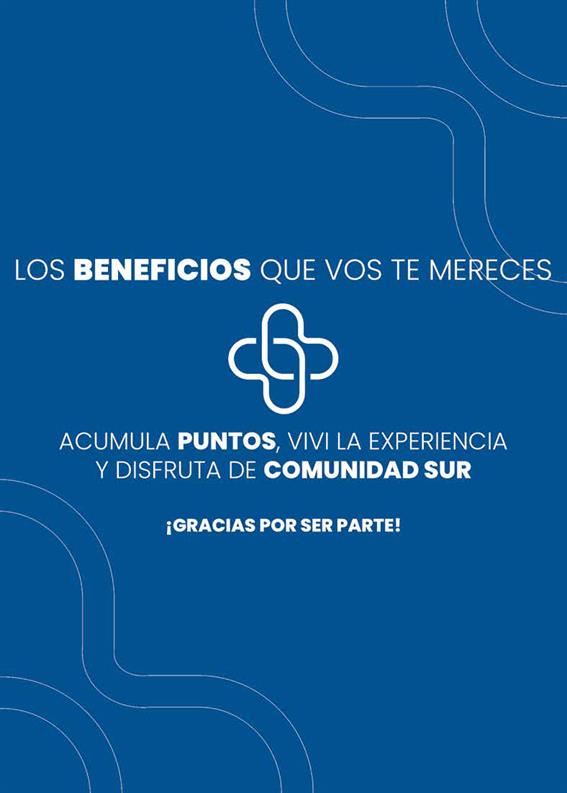 LOS BENEFICIOS QUE VOS TE MERECES
ACUMULA PUNTOS, VIVI LA EXPERIENCIA
Y DISFRUTA DE COMUNIDAD SUR
¡GRACIAS POR SER PARTE!